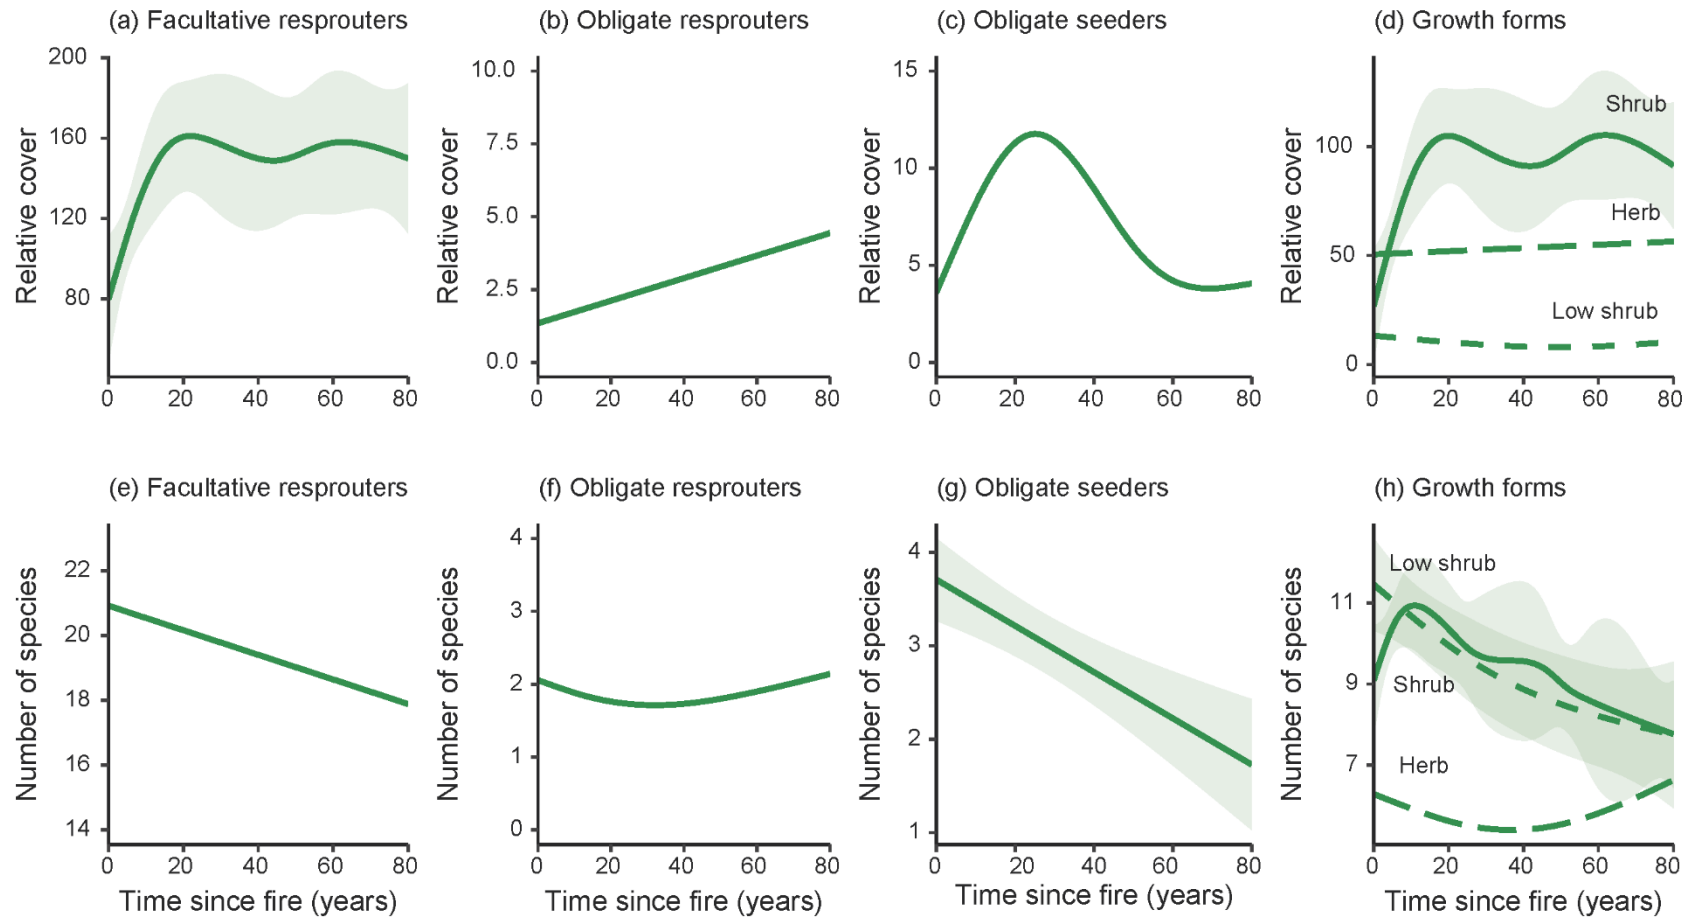 (a) Facultative resprouters
(b) Obligate resprouters
(c) Obligate seeders
(d) Growth forms
Relative cover
200
160
120
80
0 20 40 60 80
Relative cover
10.0
7.5
5.0
2.5
0.0
0 20 40 60 80
Relative cover
15
10
5
0
0 20 40 60 80
Relative cover
100
50
0
Shrub
Herb
Low shrub
0 20 40 60 80
(e) Facultative resprouters
(f) Obligate resprouters
(g) Obligate seeders
(h) Growth forms
Number of species
22
20
18
16
14
0 20 40 60 80
Time since fire (years)
Number of species
4
3
2
1
0
0 20 40 60 80
Time since fire (years)
Number of species
4
3
2
1
0 20 40 60 80
Time since fire (years)
Number of species
11
9
7
Low shrub
Shrub
Herb
0 20 40 60 80
Time since fire (years)